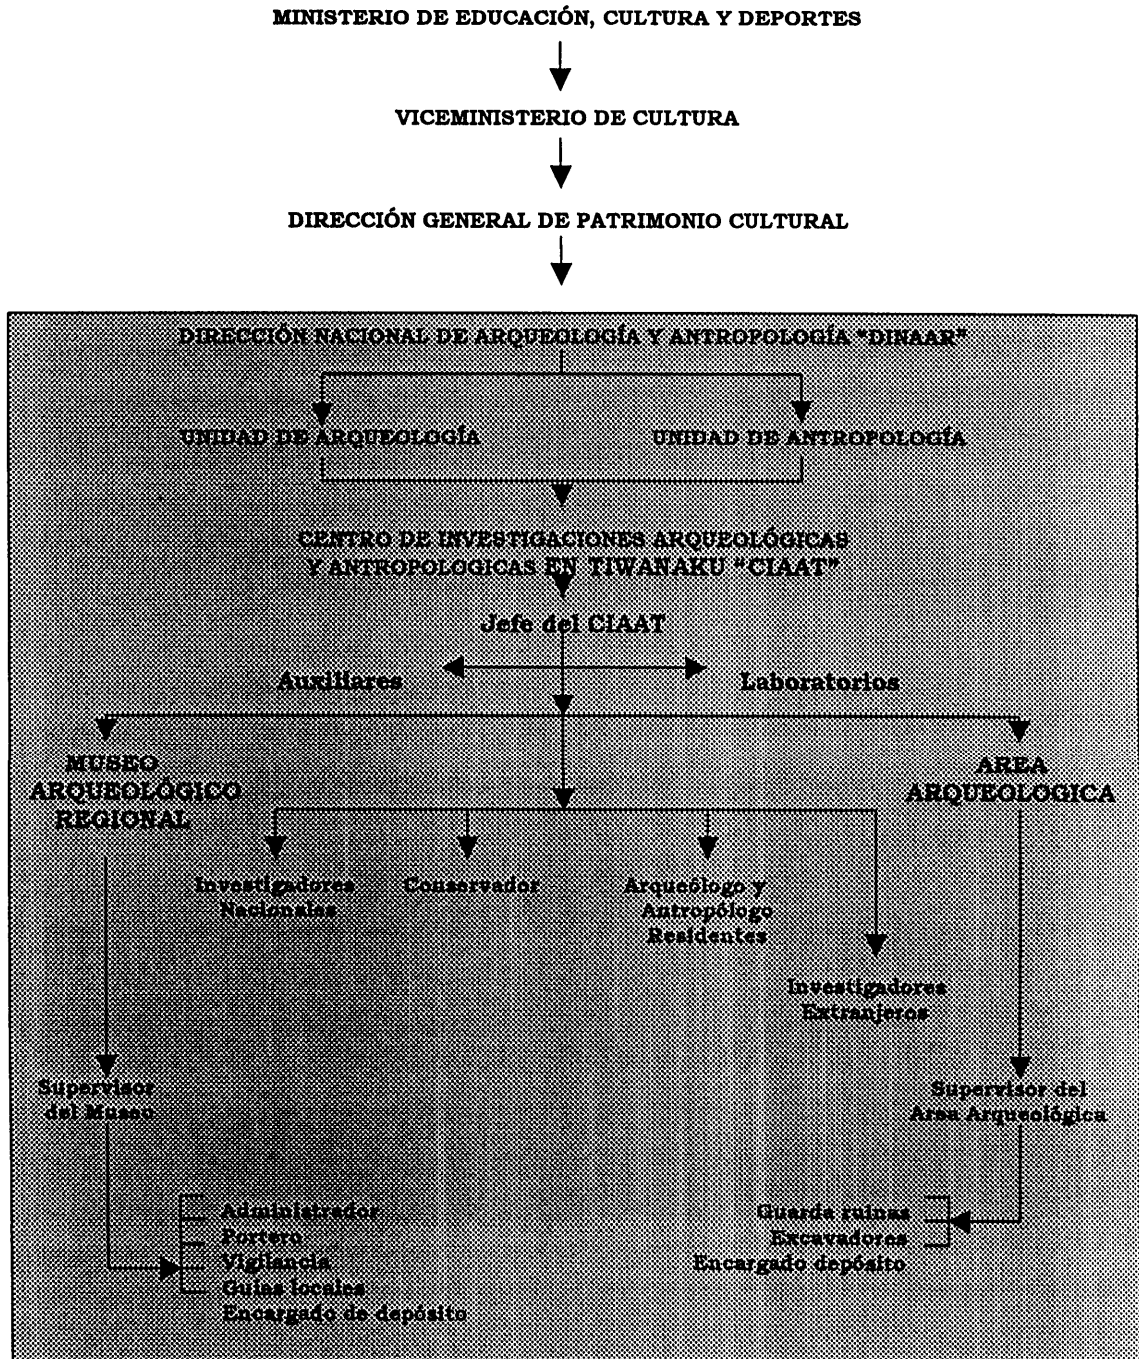 MINISTERIO DE EDUCACIÓN, CULTURA Y DEPORTES
VICEMINISTERIO DE CULTURA
DIRECCIÓN GENERAL DE PATRIMONIO CULTURAL
DIRECCIÓN NACIONAL DE ARQUEOLOGÍA Y ANTROPOLOGÍA "DINAAR"
UNIDAD DE ARQUEOLOGÍA
UNIDAD DE ANTROPOLOGÍA
CENTRO DE INVESTIGACIONES ARQUEOLÓGICAS
Y ANTROPOLOGICAS EN TIWANAKU "CIAAT"
Jefe del CIAAT
Auxiliares
Laboratorios
MUSEO
ARQUEOLÓGICO
REGIONAL
AREA
ARQUEOLOGICA
Investigadores
Nacionales
Conservador
Arqueólogo y
Antropólogo
Residentes
Investigadores
Extranjeros
Supervisor
del Museo
Supervisor del
Area Arqueológica
Administrador
Portero
Vigilancia
Guias locales
Encargado de depósito
Guarda ruinas
Excavadores
Encargado depósito